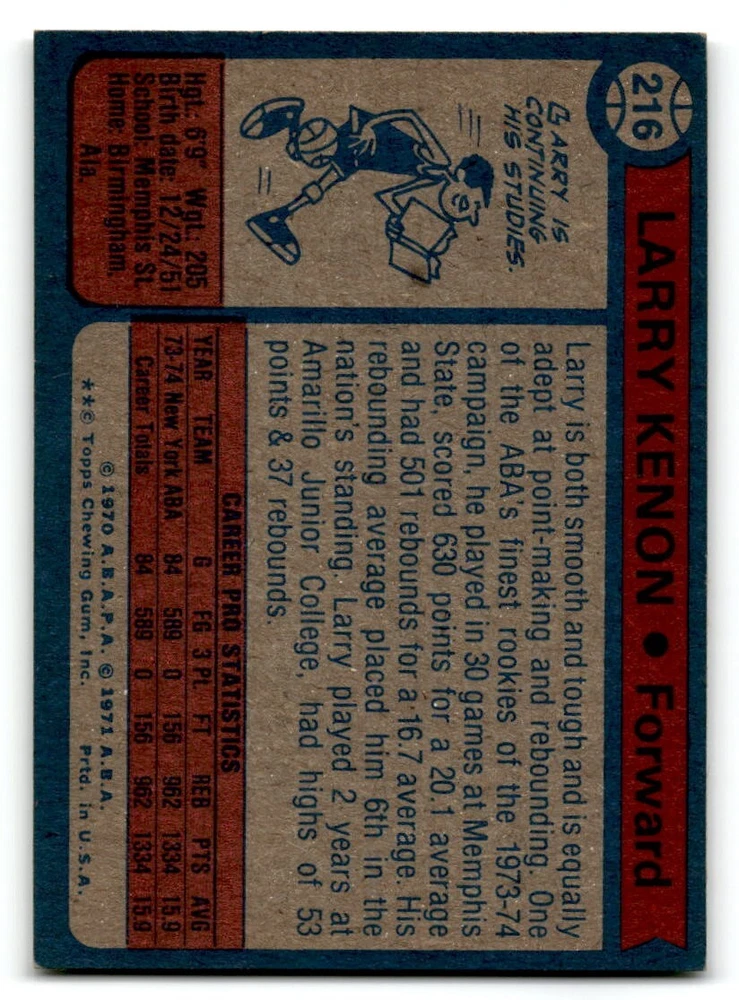 216
LARRY KENON • Forward
LARRY IS
CONTINUING
HIS STUDIES.
Hgt. 6'9" Wgt. 205
Birth date: 12/24/51
School: Memphis St.
Home: Birmingham,
Ala.
Larry is both smooth and tough and is equally
adept at point-making and rebounding. One
of the ABA's finest rookies of the 1973-74
campaign, he played in 30 games at Memphis
State, scored 630 points for a 20.1 average
and had 501 rebounds for a 16.7 average. His
rebounding average placed him 6th in the
nation's standing. Larry played 2 years at
Amarillo Junior College, had highs of 53
points & 37 rebounds.
CAREER PRO STATISTICS
YEAR TEAM G FG 3 PL FT REB PTS AVG
73-74 New York ABA 84 589 0 156 962 1334 15.9
Career Totals 84 589 0 156 962 1334 15.9
© 1970 A.B.A.P.A. © 1971 A.B.A.
**© Topps Chewing Gum, Inc. Prtd. in U.S.A.